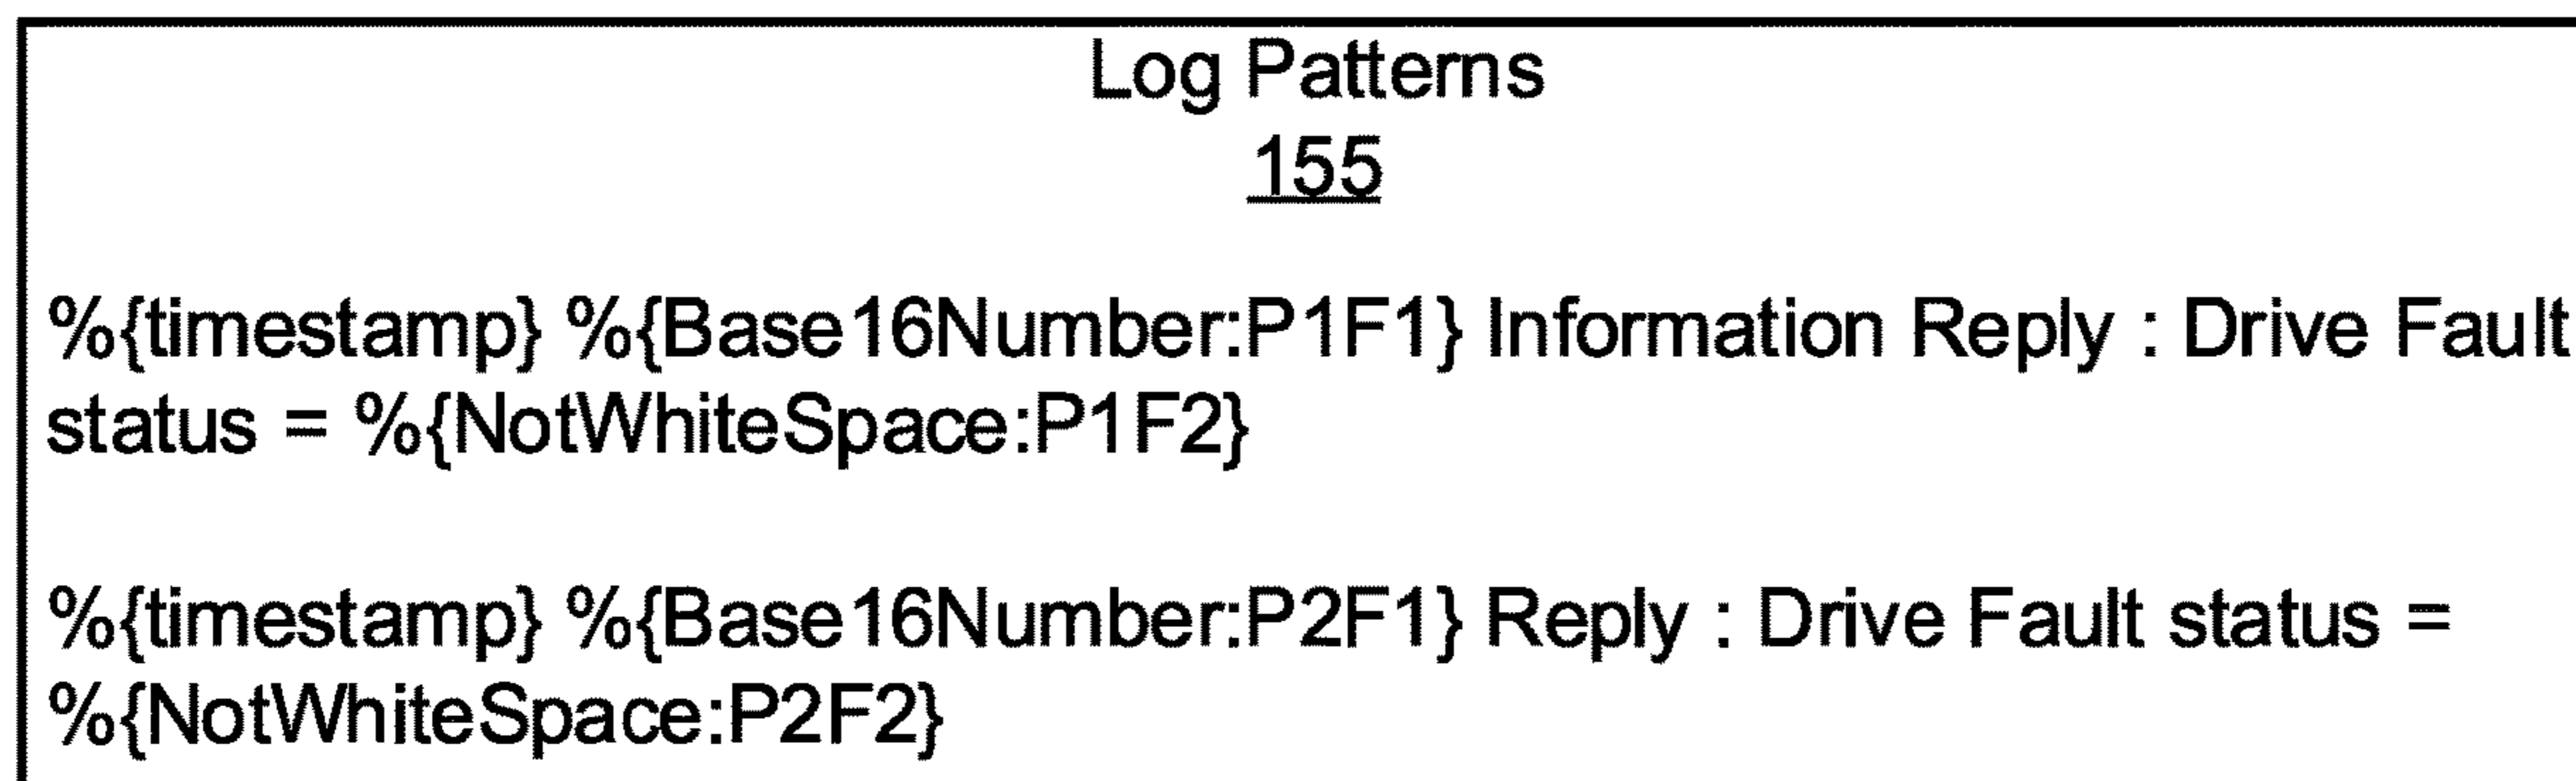 Log Patterns
155
%{timestamp} %{Base16Number:P1F1} Information Reply : Drive Fault
status = %{NotWhiteSpace:P1F2}
%{timestamp} %{Base16Number:P2F1} Reply : Drive Fault status =
%{NotWhiteSpace:P2F2}